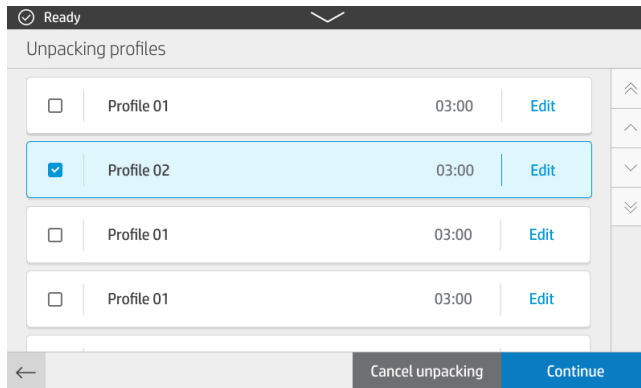 Ready
Unpacking profiles
Profile 01 03:00 Edit
Profile 02 03:00 Edit
Profile 01 03:00 Edit
Profile 01 03:00 Edit
Cancel unpacking Continue